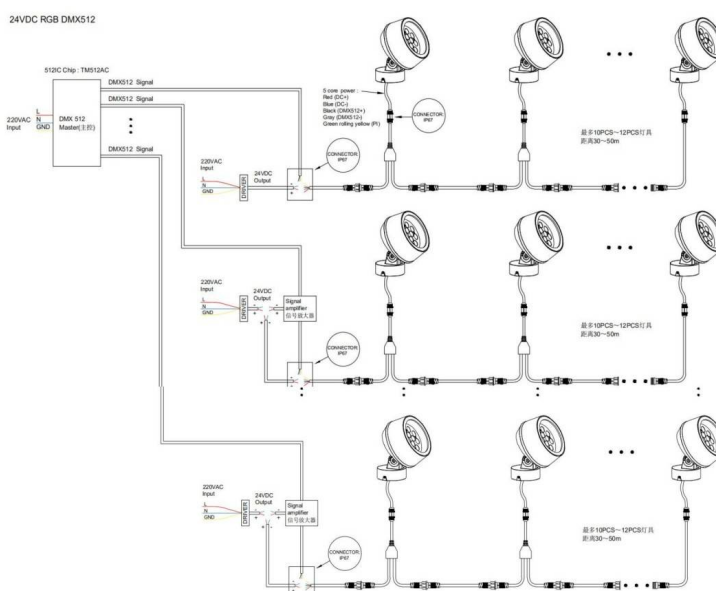 24VDC RGB DMX512
512IC Chip : TM512AC
220VAC
Input
L
N
GND
DMX 512
Master(主控)
DMX512 Signal
DMX512 Signal
DMX512 Signal
5 core power :
Red (DC+)
Blue (DC-)
Black (DMX512+)
Gray (DMX512-)
Green rolling yellow (PI)
CONNECTOR:
IP67
CONNECTOR:
IP67
220VAC
Input
L
N
GND
DRIVER
24VDC
Output
最多10PCS～12PCS灯具
距离30～50m
220VAC
Input
L
N
GND
DRIVER
24VDC
Output
Signal
amplifier
信号放大器
CONNECTOR:
IP67
最多10PCS～12PCS灯具
距离30～50m
220VAC
Input
L
N
GND
DRIVER
24VDC
Output
Signal
amplifier
信号放大器
CONNECTOR:
IP67
最多10PCS～12PCS灯具
距离30～50m